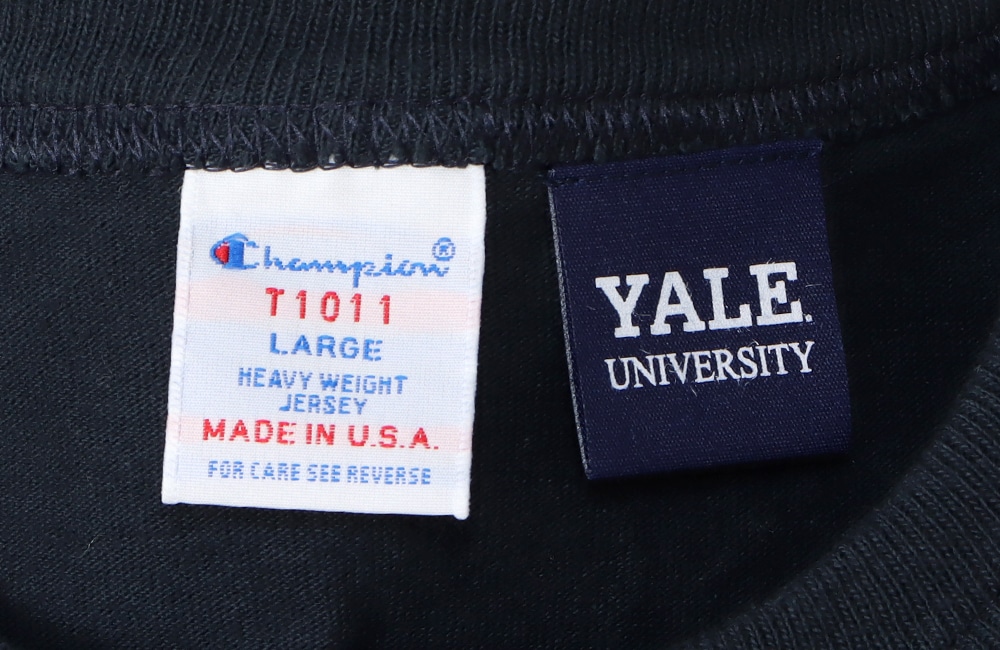 Champion®
T1011
LARGE
HEAVY WEIGHT
JERSEY
MADE IN U.S.A.
FOR CARE SEE REVERSE
YALE.
UNIVERSITY